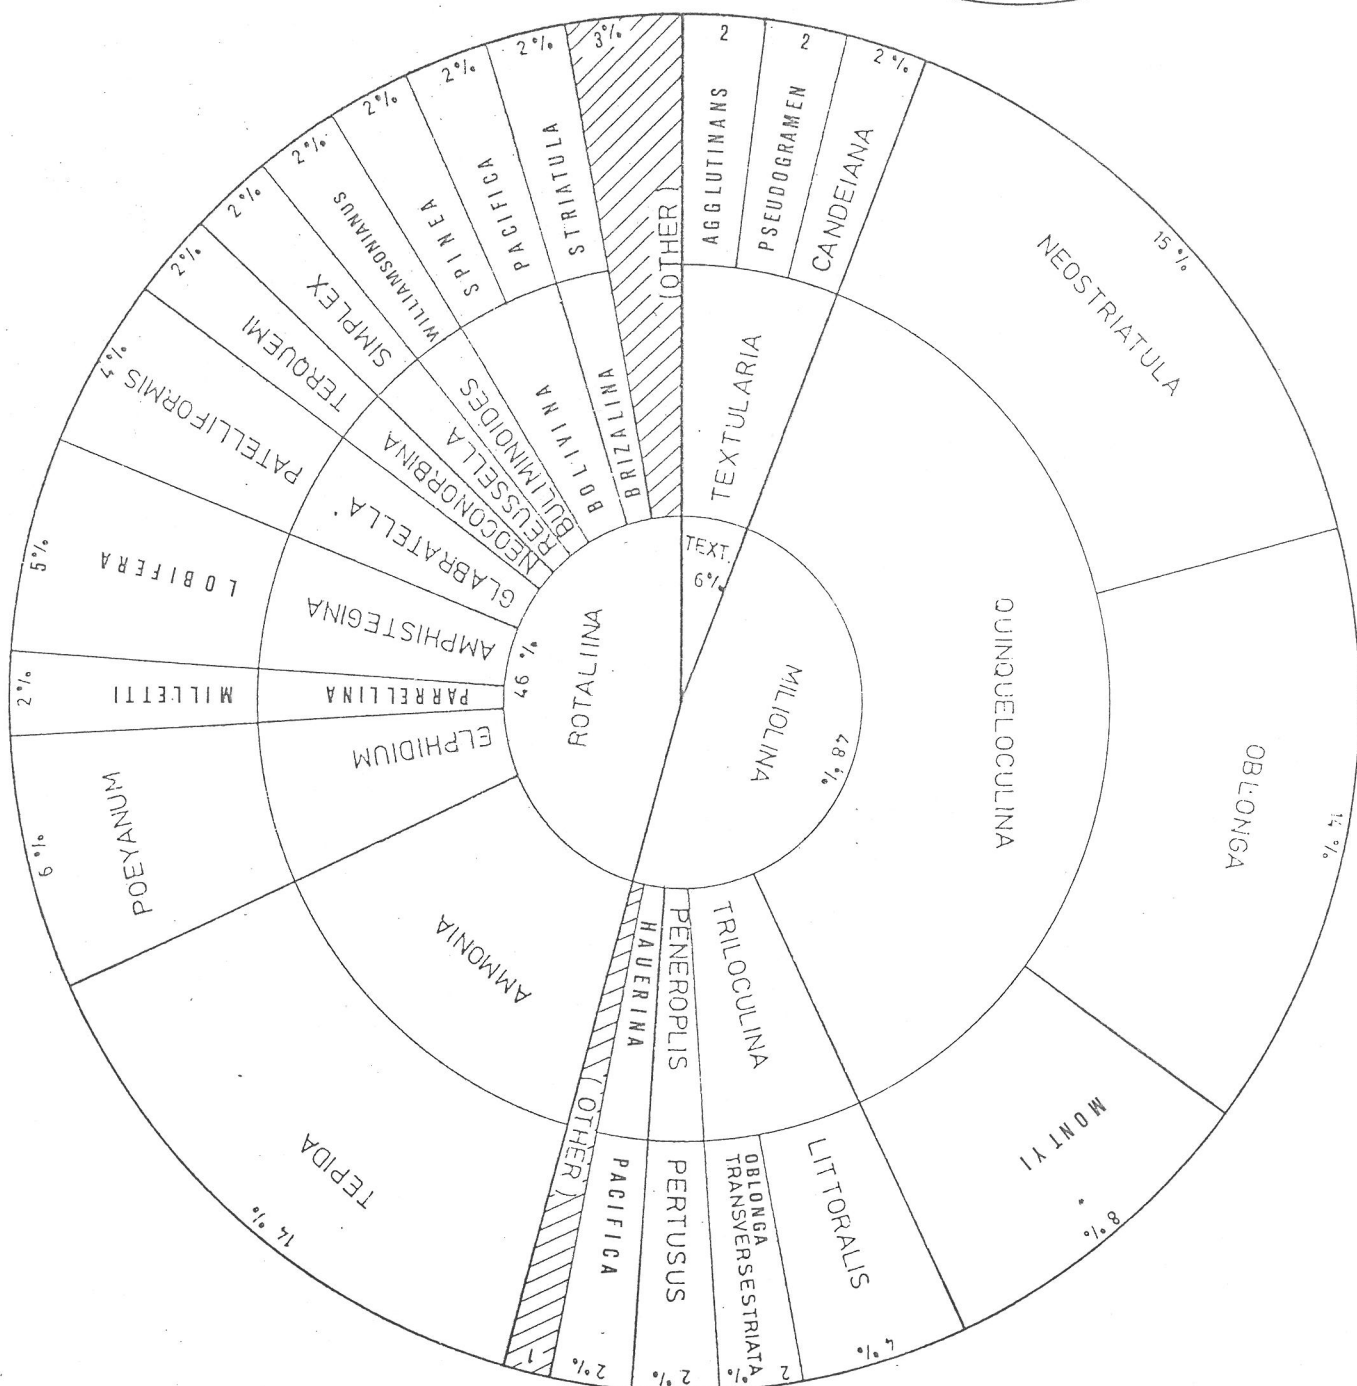 TEXT.
6%
MILIOLINA
48%
ROTALIINA
46 %
TEXTULARIA
AGGLUTINANS
2
PSEUDOGRAMEN
2
CANDEIANA
2%
QUINQUELOCULINA
NEOSTRIATULA
15 %
OBLONGA
14 %
MONTYI
8%
TRILOCULINA
LITTORALIS
4%
OBLONGA
TRANSVERSESTRIATA
2 %
PENEROPLIS
PERTUSUS
2%
HAUERINA
PACIFICA
2%
(OTHER)
1
AMMONIA
TEPIDA
14 %
ELPHIDIUM
POEYANUM
6%
PARRELLINA
MILLETTI
2%
AMPHISTEGINA
LOBIFERA
5%
GLABRATELLA
PATELLIFORMIS
4%
NEOCONORBINA
TERQUEMI
2%
REUSSELLA
SIMPLEX
2%
BULIMINOIDES
WILLIAMSONIANUS
2%
BOLIVINA
SPINEA
2%
PACIFICA
2%
BRIZALINA
STRIATULA
2%
(OTHER)
3%